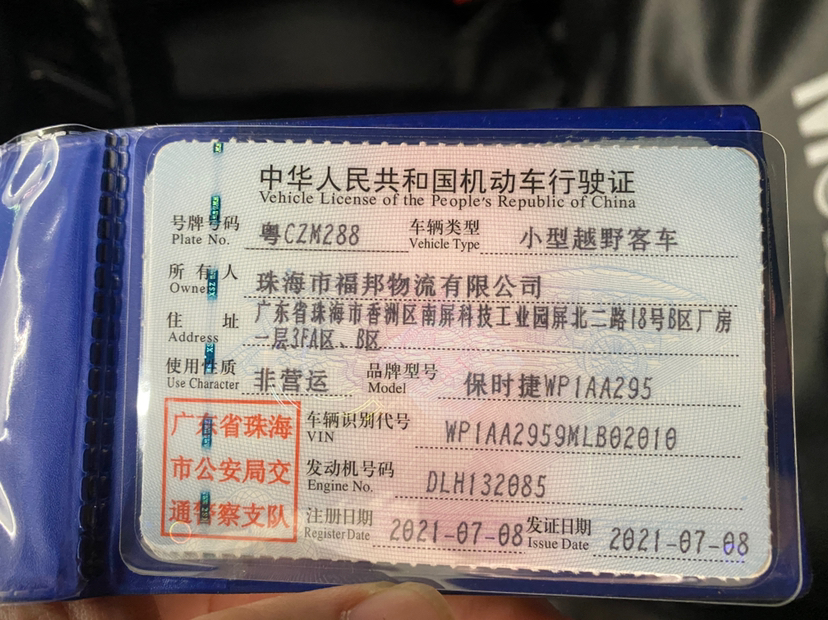 中华人民共和国机动车行驶证
Vehicle License of the People's Republic of China
号牌号码 粤CZM288 车辆类型 小型越野客车
Plate No. Vehicle Type
所有人 珠海市福邦物流有限公司
Owner
住址 广东省珠海市香洲区南屏科技工业园屏北二路18号B区厂房
Address 一层3FA区、B区
使用性质 非营运 品牌型号 保时捷WP1AA295
Use Character Model
广东省珠海
市公安局交
通警察支队
车辆识别代号 WP1AA2959MLB02010
VIN
发动机号码 DLH132085
Engine No.
注册日期 2021-07-08 发证日期 2021-07-08
Register Date Issue Date